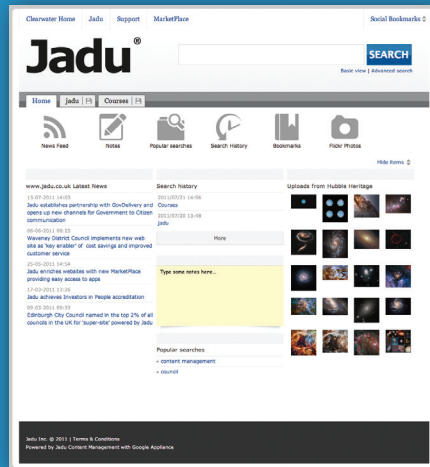 Clearwater Home Jadu Support MarketPlace Social Bookmarks
Jadu®
SEARCH
Basic view | Advanced search
Home jadu Courses
News Feed Notes Popular searches Search History Bookmarks Flickr Photos
Hide items
www.jadu.co.uk Latest News
15-07-2011 14:03
Jadu establishes partnership with GovDelivery and
opens up new channels for Government to Citizen
communication
06-06-2011 08:25
Waveney District Council implements new web
site as 'key enabler' of cost savings and improved
customer service
25-05-2011 14:54
Jadu enriches websites with new MarketPlace
providing easy access to apps
17-03-2011 13:36
Jadu achieves Investors in People accreditation
09-03-2011 09:33
Edinburgh City Council named in the top 2% of all
councils in the UK for 'super-site' powered by Jadu
Search history
2011/07/21 14:56
Courses
2011/07/20 13:48
jadu
More
Type some notes here..
Popular searches
» content management
» council
Uploads from Hubble Heritage
Jadu Inc. @ 2011 | Terms & Conditions
Powered by Jadu Content Management with Google
Appliance